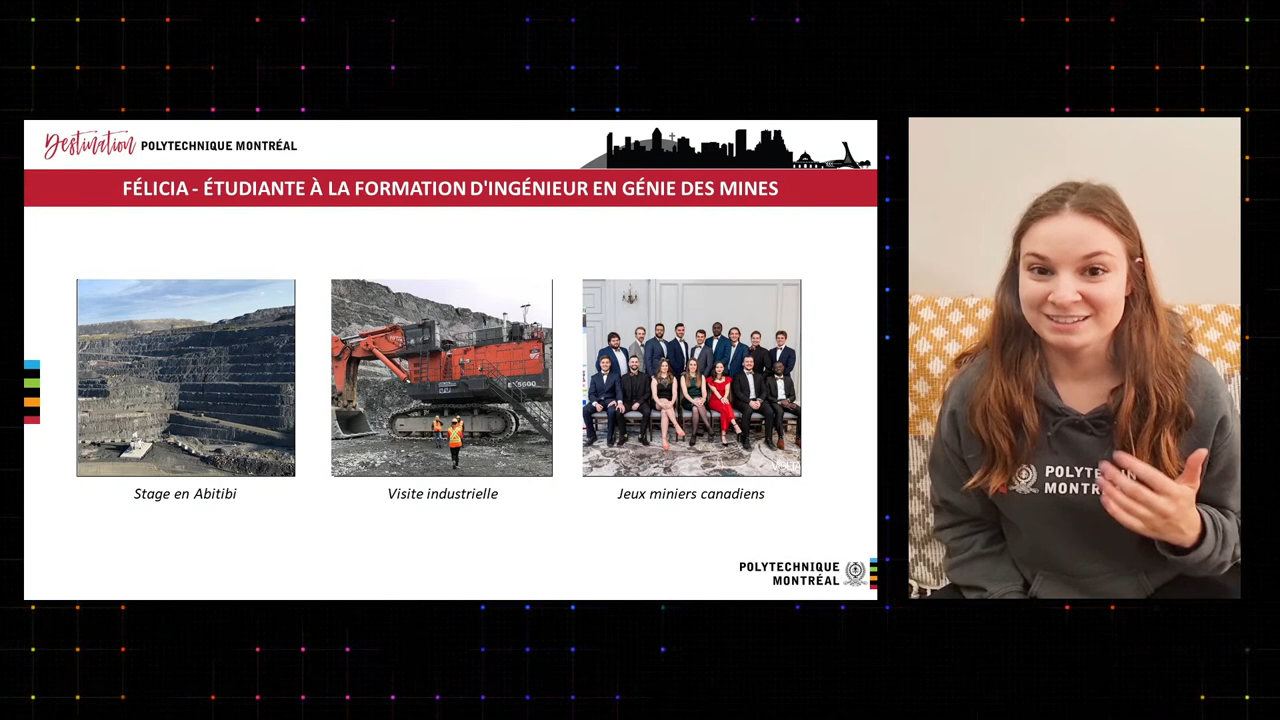 Destination POLYTECHNIQUE MONTRÉAL
FÉLICIA - ÉTUDIANTE À LA FORMATION D'INGÉNIEUR EN GÉNIE DES MINES
EX5600
Stage en Abitibi
Visite industrielle
Jeux miniers canadiens
POLYTECHNIQUE
MONTRÉAL